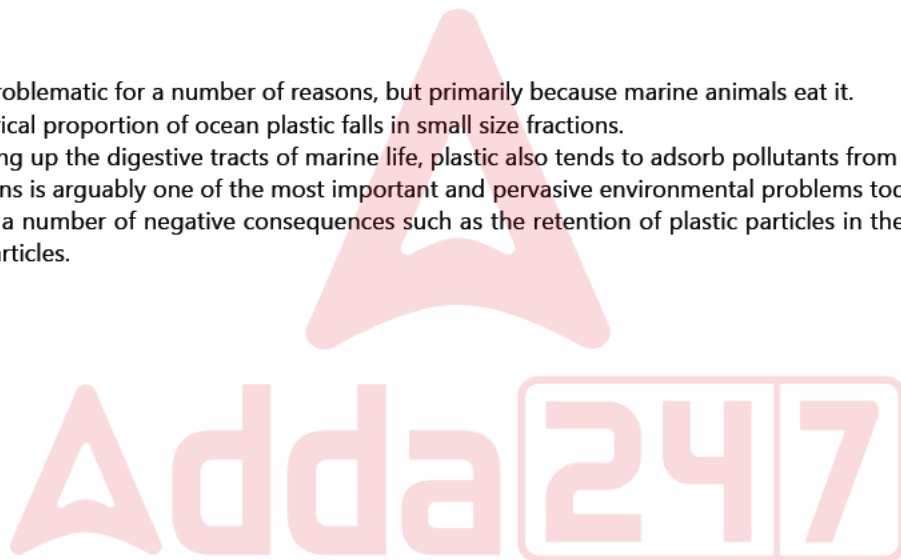 roblematic for a number of reasons, but primarily because marine animals eat it.
ical proportion of ocean plastic falls in small size fractions.
ng up the digestive tracts of marine life, plastic also tends to adsorb pollutants from
ns is arguably one of the most important and pervasive environmental problems to
a number of negative consequences such as the retention of plastic particles in the
rticles.
Adda247